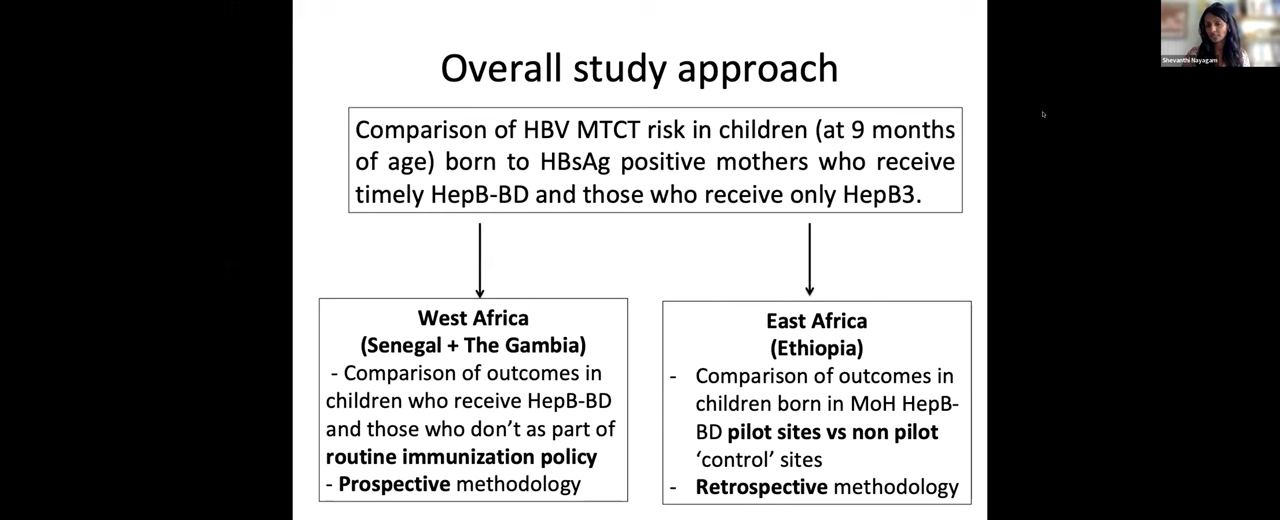 Overall study approach
Comparison of HBV MTCT risk in children (at 9 months
of age) born to HBsAg positive mothers who receive
timely HepB-BD and those who receive only HepB3.
West Africa
(Senegal + The Gambia)
- Comparison of outcomes in
children who receive HepB-BD
and those who don't as part of
routine immunization policy
- Prospective methodology
East Africa
(Ethiopia)
- Comparison of outcomes in
children born in MoH HepB-
BD pilot sites vs non pilot
‘control’ sites
- Retrospective methodology
Shevanthi Nayagam